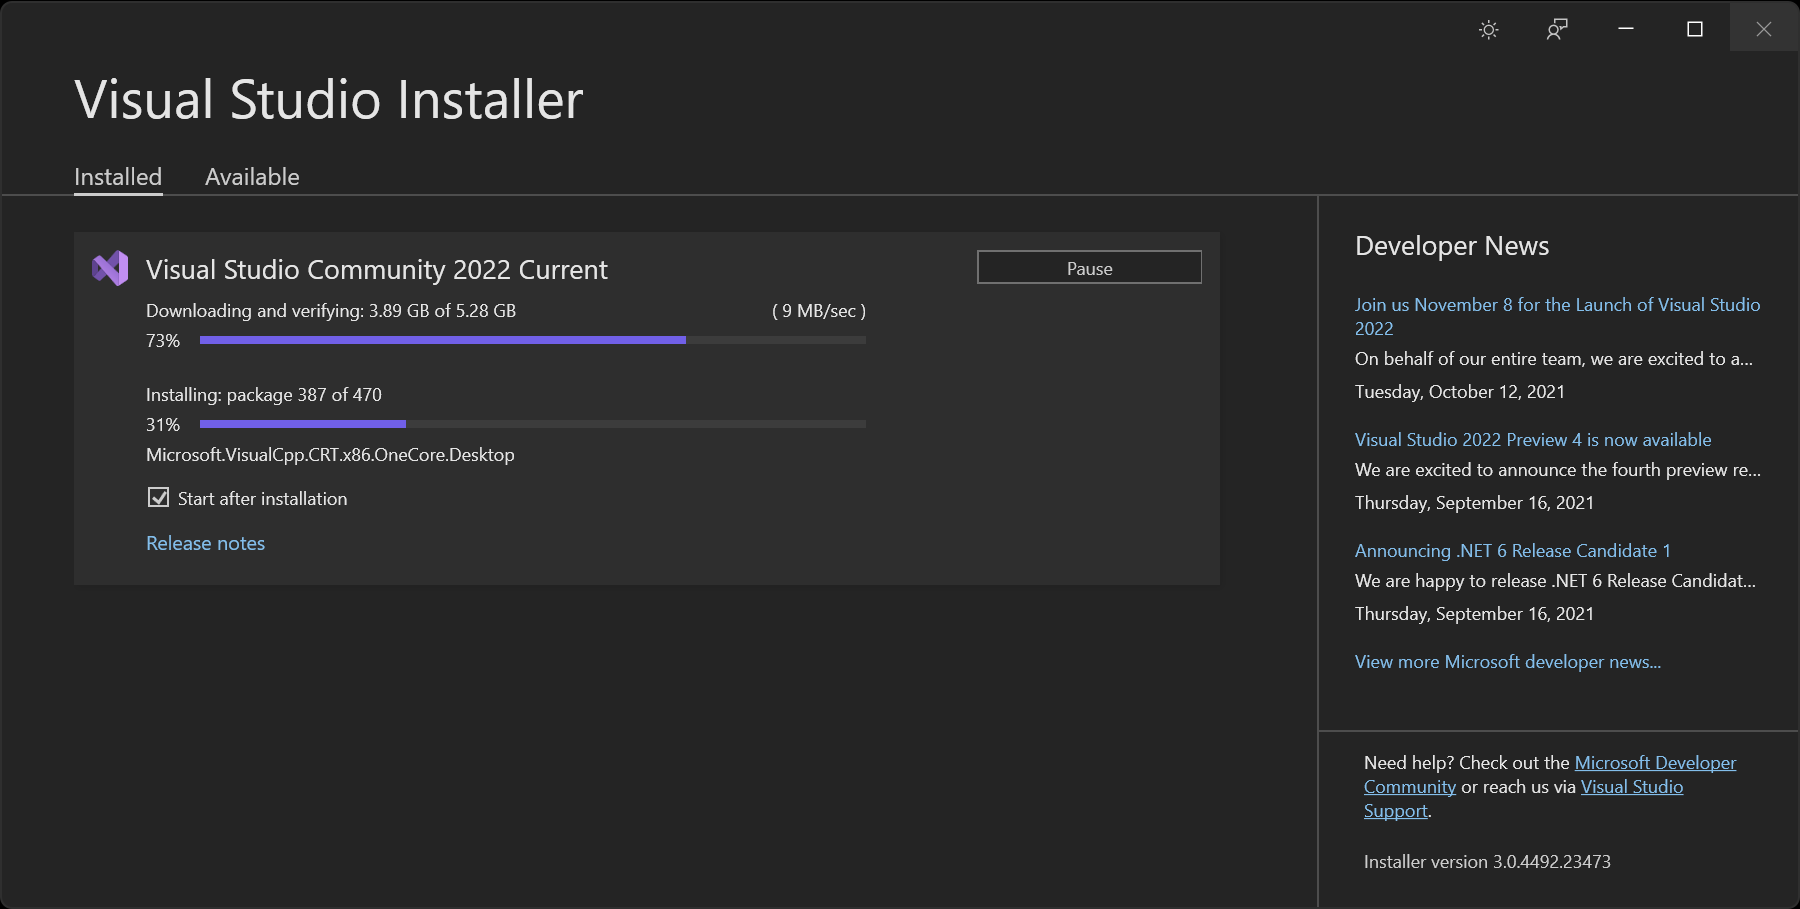 Visual Studio Installer
Installed
Available
Visual Studio Community 2022 Current
Pause
Downloading and verifying: 3.89 GB of 5.28 GB
( 9 MB/sec )
73%
Installing: package 387 of 470
31%
Microsoft.VisualCpp.CRT.x86.OneCore.Desktop
Start after installation
Release notes
Developer News
Join us November 8 for the Launch of Visual Studio
2022
On behalf of our entire team, we are excited to a...
Tuesday, October 12, 2021
Visual Studio 2022 Preview 4 is now available
We are excited to announce the fourth preview re...
Thursday, September 16, 2021
Announcing .NET 6 Release Candidate 1
We are happy to release .NET 6 Release Candidat...
Thursday, September 16, 2021
View more Microsoft developer news...
Need help? Check out the Microsoft Developer
Community or reach us via Visual Studio
Support.
Installer version 3.0.4492.23473